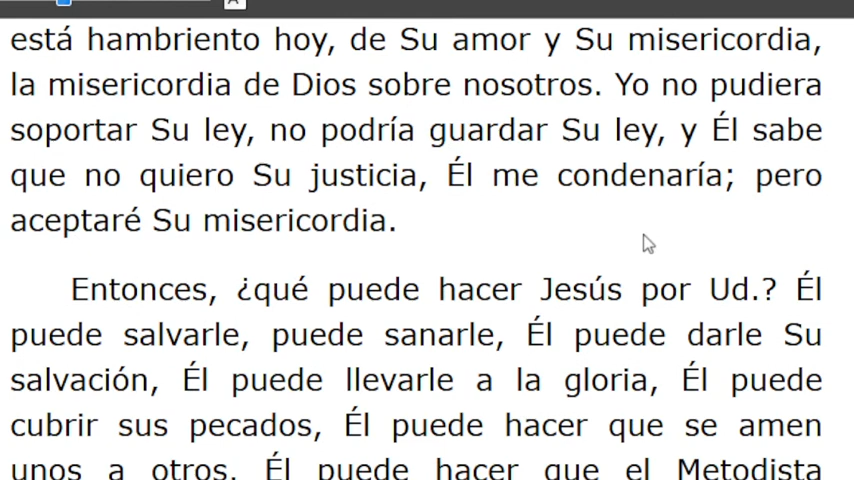 está hambriento hoy, de Su amor y Su misericordia,
la misericordia de Dios sobre nosotros. Yo no pudiera
soportar Su ley, no podría guardar Su ley, y Él sabe
que no quiero Su justicia, Él me condenaría; pero
aceptaré Su misericordia.
Entonces, ¿qué puede hacer Jesús por Ud.? Él
puede salvarle, puede sanarle, Él puede darle Su
salvación, Él puede llevarle a la gloria, Él puede
cubrir sus pecados, Él puede hacer que se amen
unos a otros. Él puede hacer que el Metodista